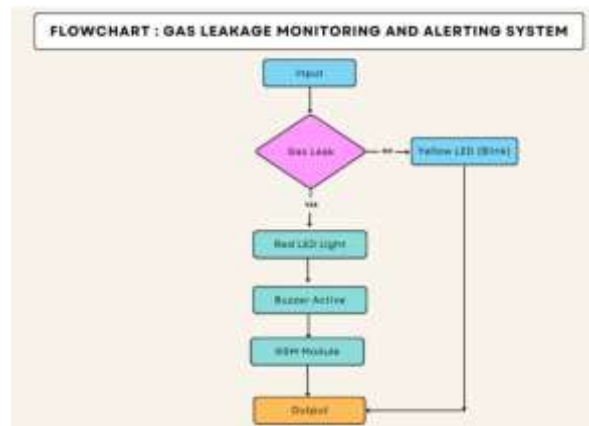 FLOWCHART : GAS LEAKAGE MONITORING AND ALERTING SYSTEM
Input
Gas Leak
NO
Yellow LED (Blink)
YES
Red LED Light
Buzzer Active
GSM Module
Output